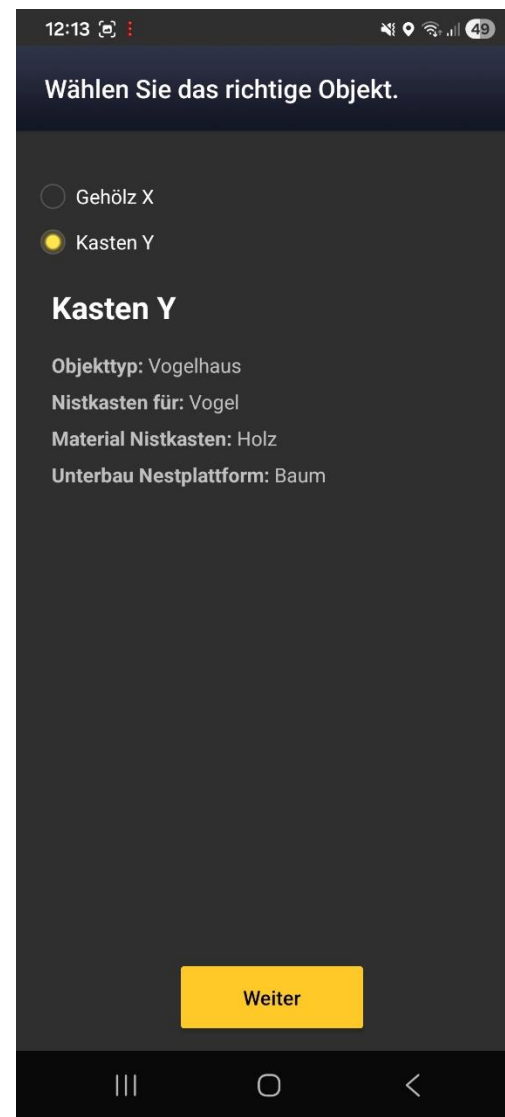 12:13
49
Wählen Sie das richtige Objekt.
Gehölz X
Kasten Y
Kasten Y
Objekttyp: Vogelhaus
Nistkasten für: Vogel
Material Nistkasten: Holz
Unterbau Nestplattform: Baum
Weiter